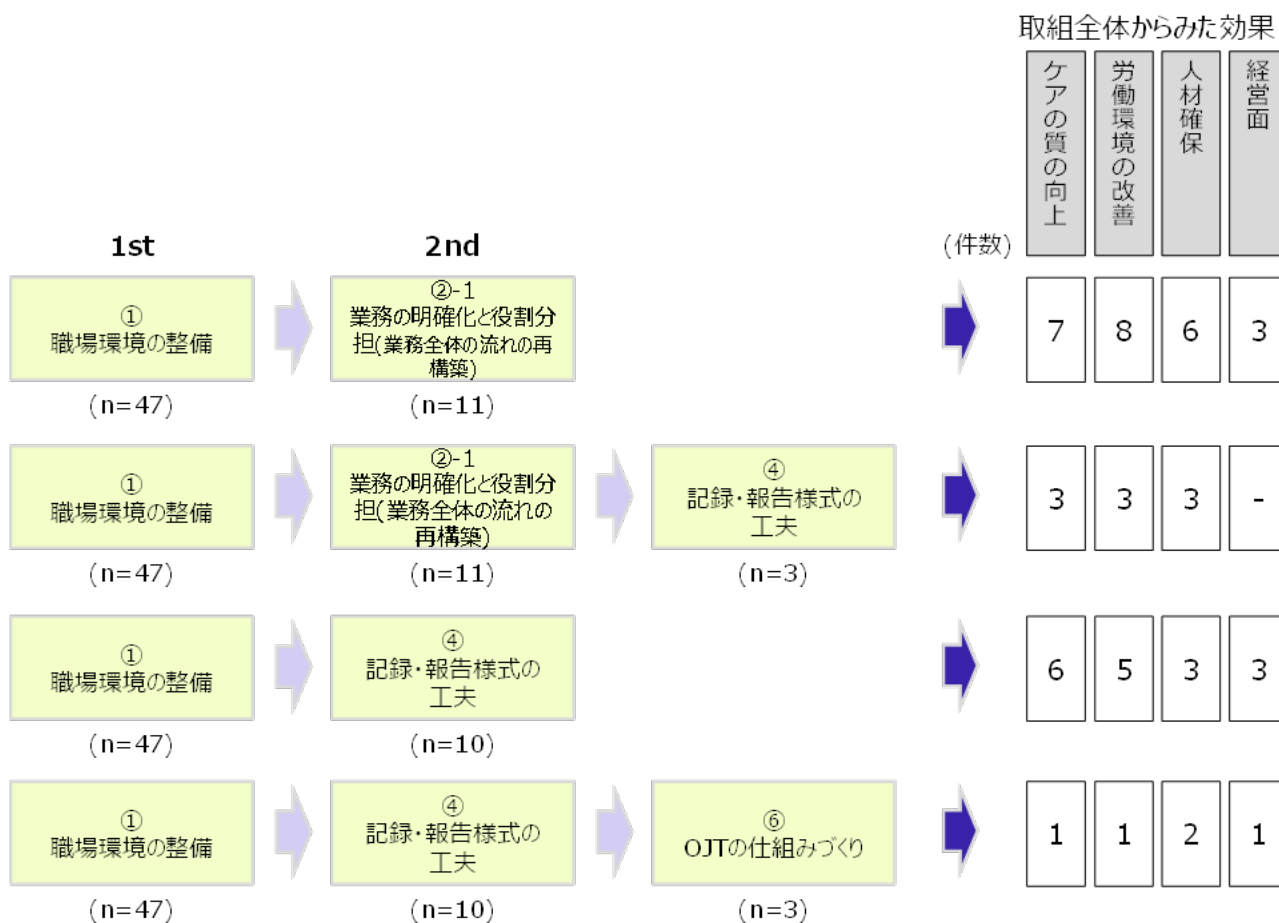 取組全体からみた効果
ケアの質の向上
労働環境の改善
人材確保
経営面
1st
2nd
(件数)
①
職場環境の整備
(n=47)
②-1
業務の明確化と役割分
担(業務全体の流れの再
構築)
(n=11)
7
8
6
3
①
職場環境の整備
(n=47)
②-1
業務の明確化と役割分
担(業務全体の流れの
再構築)
(n=11)
④
記録・報告様式の
工夫
(n=3)
3
3
3
-
①
職場環境の整備
(n=47)
④
記録・報告様式の
工夫
(n=10)
6
5
3
3
①
職場環境の整備
(n=47)
④
記録・報告様式の
工夫
(n=10)
⑥
OJTの仕組みづくり
(n=3)
1
1
2
1